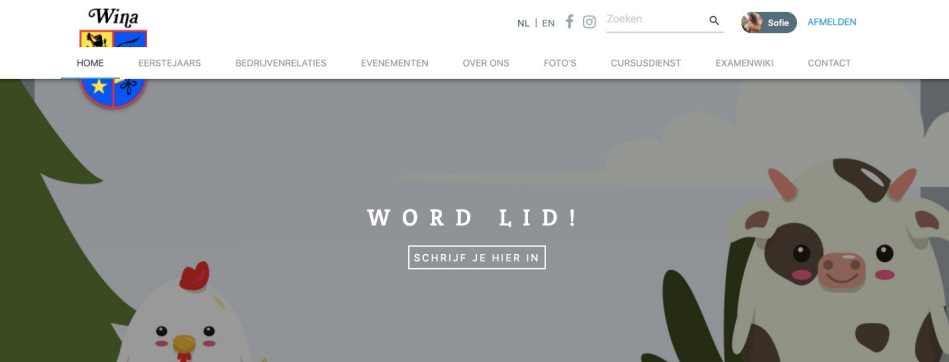 Wina
NL | EN Zoeken Sofie AFMELDEN
HOME EERSTEJAARS BEDRIJVENRELATIES EVENEMENTEN OVER ONS FOTO'S CURSUSDIENST EXAMENWIKI CONTACT
WORD LID!
SCHRIJF JE HIER IN